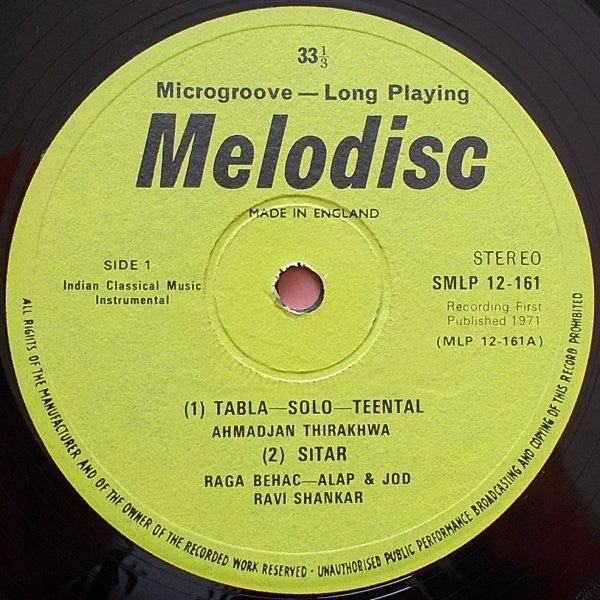 33⅓
Microgroove — Long Playing
Melodisc
MADE IN ENGLAND
SIDE 1
Indian Classical Music
Instrumental
STEREO
SMLP 12-161
Recording First
Published 1971
(MLP 12-161A)
(1) TABLA—SOLO—TEENTAL
AHMADJAN THIRAKHWA
(2) SITAR
RAGA BEHAC—ALAP & JOD
RAVI SHANKAR
ALL RIGHTS OF THE MANUFACTURER AND OF THE OWNER OF THE RECORDED WORK RESERVED · UNAUTHORISED PUBLIC PERFORMANCE BROADCASTING AND COPYING OF THIS RECORD PROHIBITED